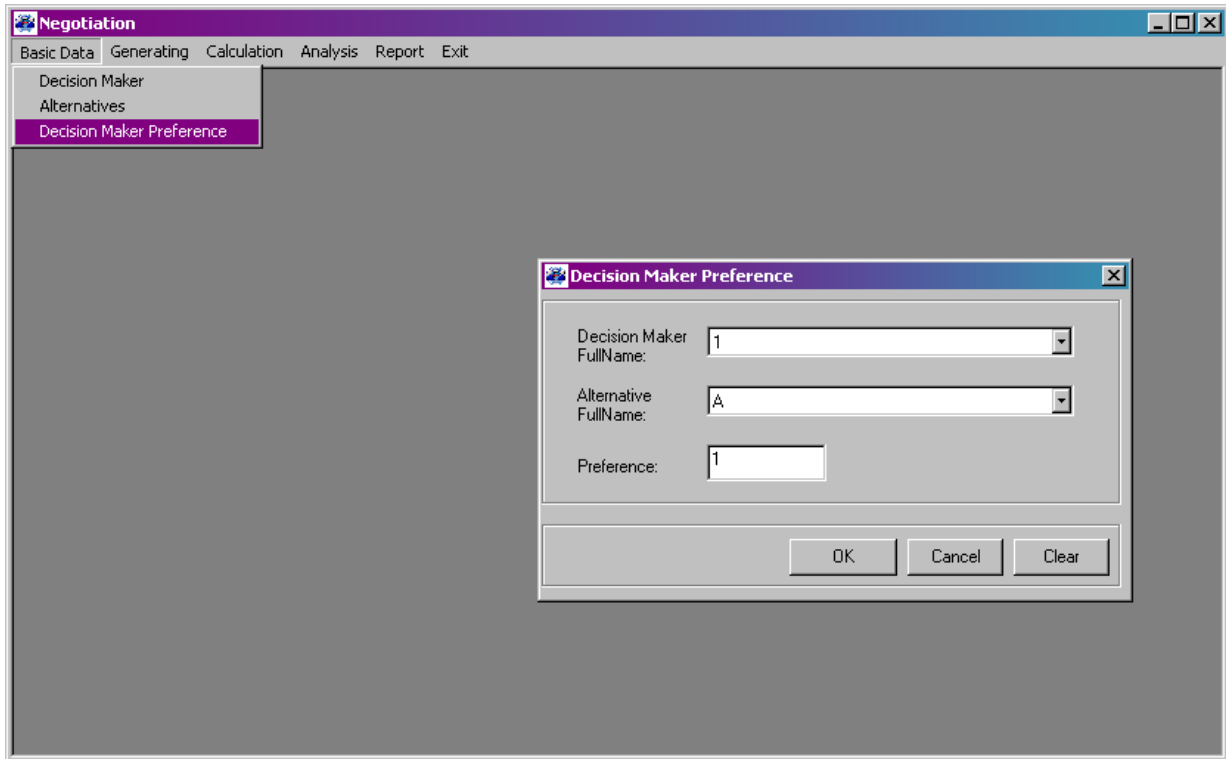 Negotiation
Basic Data Generating Calculation Analysis Report Exit
Decision Maker
Alternatives
Decision Maker Preference
Decision Maker Preference
Decision Maker
FullName:
1
Alternative
FullName:
A
Preference:
1
OK Cancel Clear